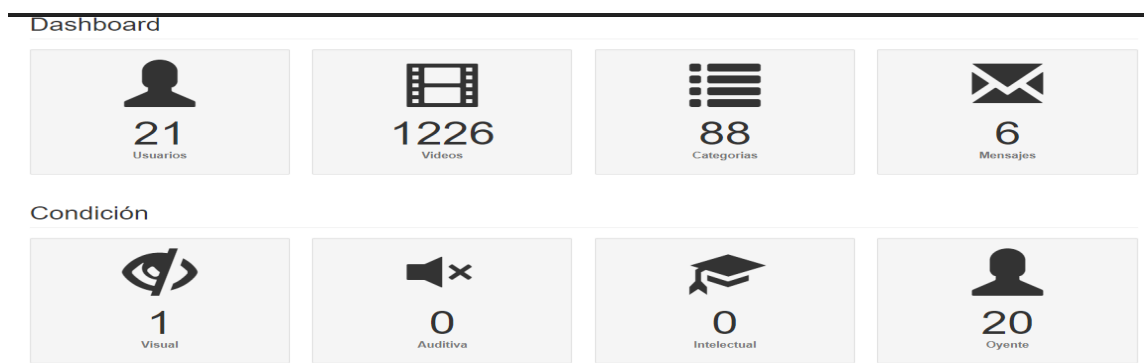 Dashboard
21 1226 88 6
Usuarios Videos Categorias Mensajes
Condición
1 0 0 20
Visual Auditiva Intelectual Oyente